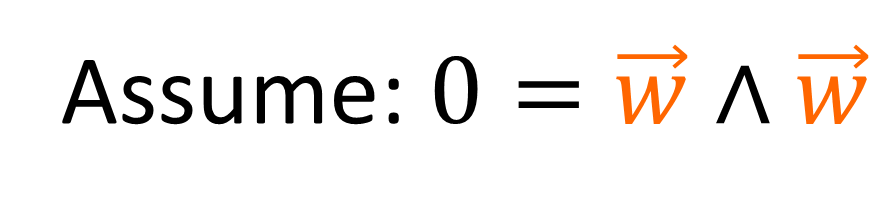 Assume: 0 = w⃗ ∧ w⃗